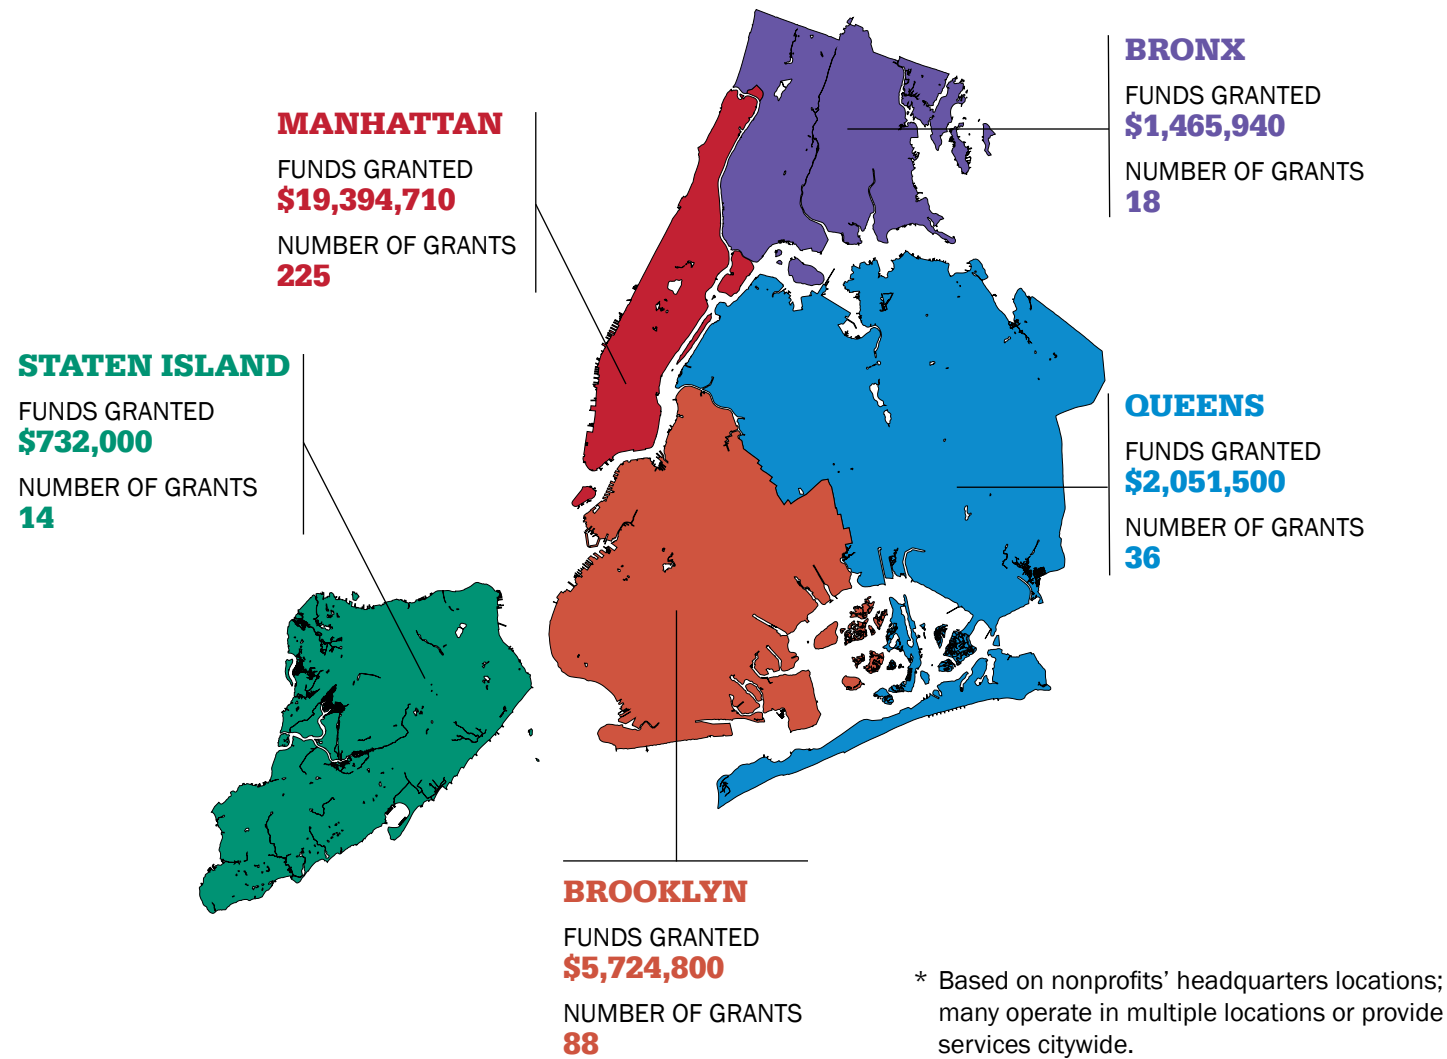 BRONX
FUNDS GRANTED
$1,465,940
NUMBER OF GRANTS
18
MANHATTAN
FUNDS GRANTED
$19,394,710
NUMBER OF GRANTS
225
STATEN ISLAND
FUNDS GRANTED
$732,000
NUMBER OF GRANTS
14
QUEENS
FUNDS GRANTED
$2,051,500
NUMBER OF GRANTS
36
BROOKLYN
FUNDS GRANTED
$5,724,800
NUMBER OF GRANTS
88
* Based on nonprofits’ headquarters locations;
many operate in multiple locations or provide
services citywide.